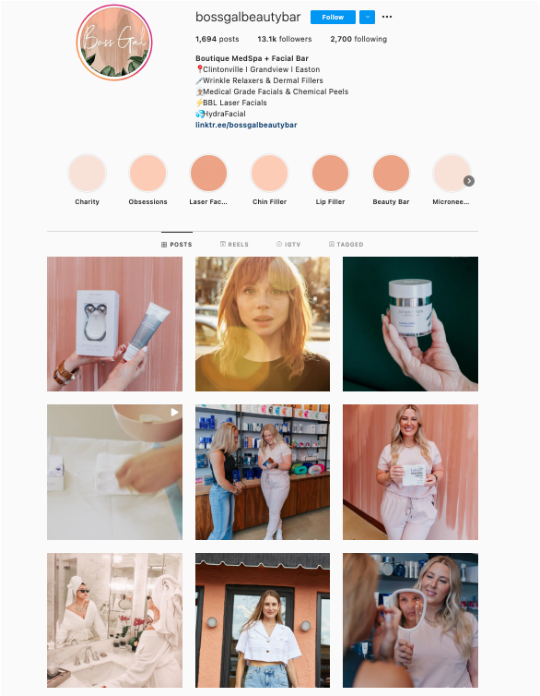 bossgalbeautybar Follow
1,694 posts 13.1k followers 2,700 following
Boutique MedSpa + Facial Bar
📍Clintonville I Grandview I Easton
💉Wrinkle Relaxers & Dermal Fillers
Medical Grade Facials & Chemical Peels
⚡BBL Laser Facials
💦HydraFacial
linktr.ee/bossgalbeautybar
Boss Gal
Charity Obsessions Laser Fac... Chin Filler Lip Filler Beauty Bar Micronee...
POSTS REELS IGTV TAGGED